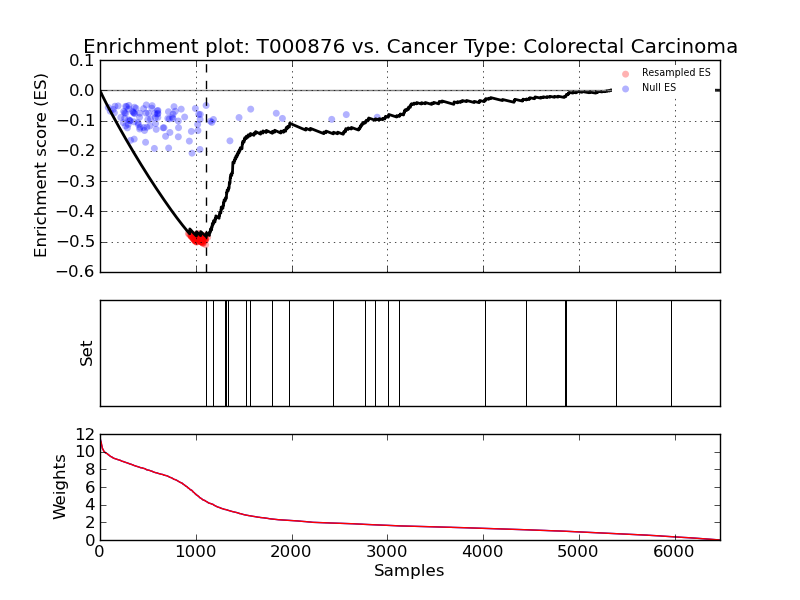 Enrichment plot: T000876 vs. Cancer Type: Colorectal Carcinoma
Enrichment score (ES)
0.1
0.0
−0.1
−0.2
−0.3
−0.4
−0.5
−0.6
Resampled ES
Null ES
Set
Weights
12
10
8
6
4
2
0
0 1000 2000 3000 4000 5000 6000
Samples